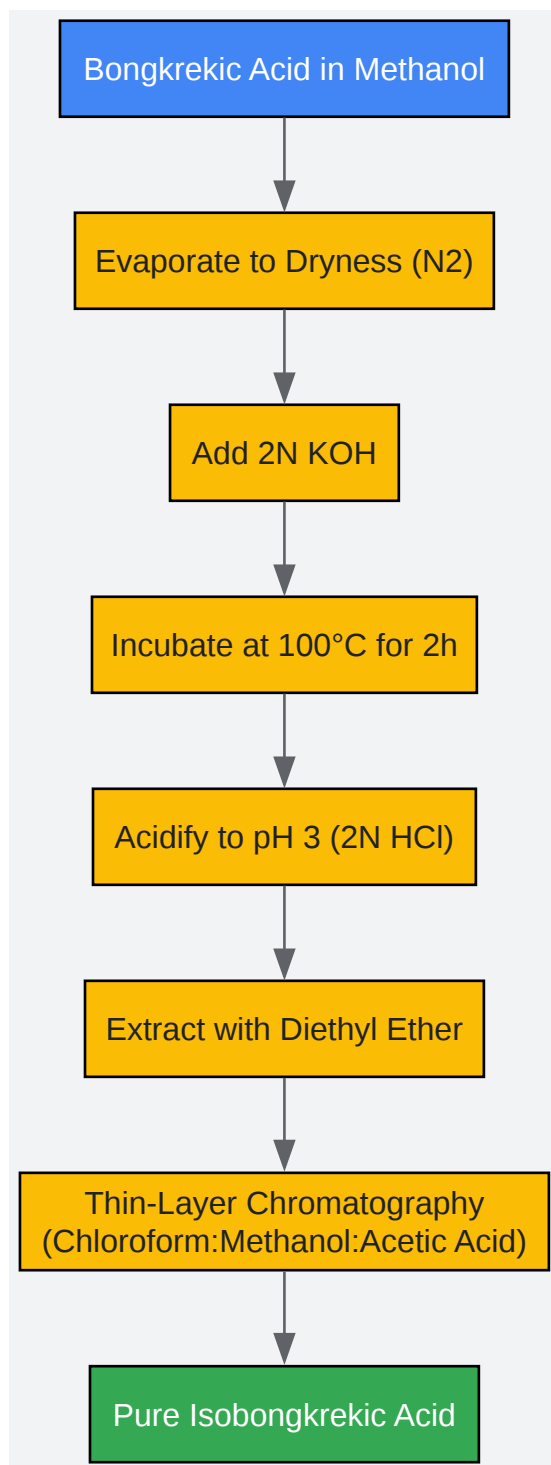 Bongkrekic Acid in Methanol
Evaporate to Dryness (N2)
Add 2N KOH
Incubate at 100°C for 2h
Acidify to pH 3 (2N HCl)
Extract with Diethyl Ether
Thin-Layer Chromatography
(Chloroform:Methanol:Acetic Acid)
Pure Isobongkrekic Acid